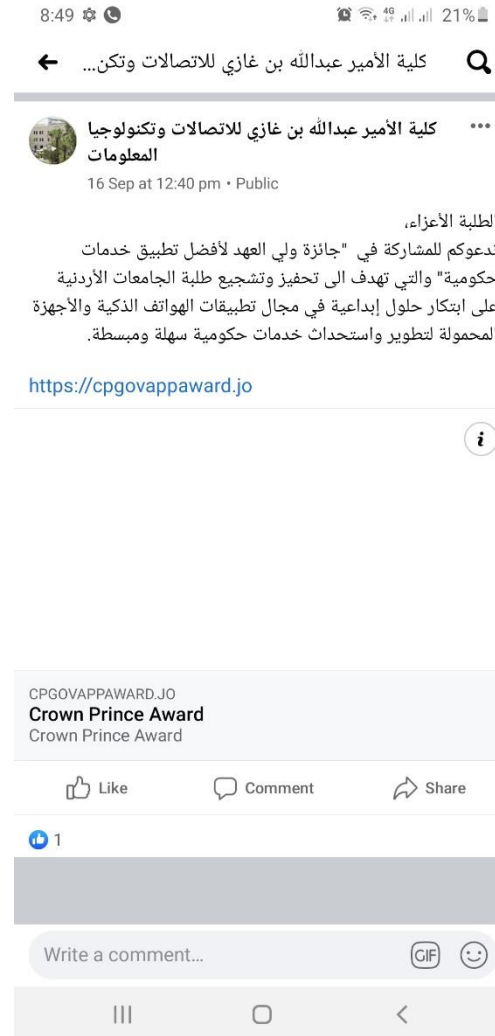 8:49
4G
21%
كلية الأمير عبدالله بن غازي للاتصالات وتكن...
كلية الأمير عبدالله بن غازي للاتصالات وتكنولوجيا
المعلومات
16 Sep at 12:40 pm • Public
الطلبة الأعزاء،
ندعوكم للمشاركة في "جائزة ولي العهد لأفضل تطبيق خدمات
حكومية" والتي تهدف الى تحفيز وتشجيع طلبة الجامعات الأردنية
على ابتكار حلول إبداعية في مجال تطبيقات الهواتف الذكية والأجهزة
المحمولة لتطوير واستحداث خدمات حكومية سهلة ومبسطة.
https://cpgovappaward.jo
i
CPGOVAPPAWARD.JO
Crown Prince Award
Crown Prince Award
Like Comment Share
1
Write a comment...
GIF